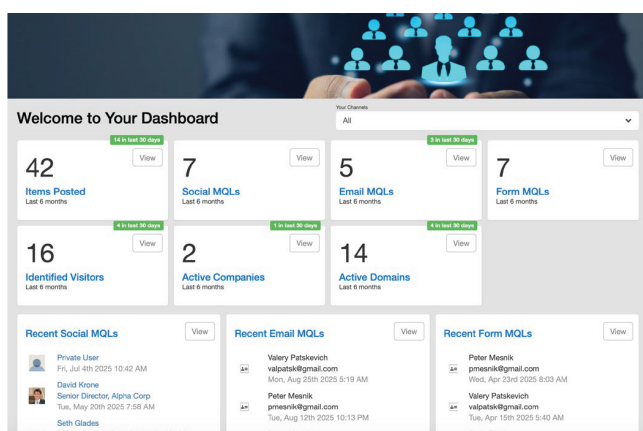 Welcome to Your Dashboard
Your Channels
All
14 in last 30 days
42
View
Items Posted
Last 6 months
7
View
Social MQLs
Last 6 months
3 in last 30 days
5
View
Email MQLs
Last 6 months
7
View
Form MQLs
Last 6 months
4 in last 30 days
16
View
Identified Visitors
Last 6 months
1 in last 30 days
2
View
Active Companies
Last 6 months
4 in last 30 days
14
View
Active Domains
Last 6 months
Recent Social MQLs
View
Private User
Fri, Jul 4th 2025 10:42 AM
David Krone
Senior Director, Alpha Corp
Tue, May 20th 2025 7:58 AM
Seth Glades
Recent Email MQLs
View
Valery Patskevich
valpatsk@gmail.com
Mon, Aug 25th 2025 5:19 AM
Peter Mesnik
pmesnik@gmail.com
Tue, Aug 12th 2025 10:13 PM
Recent Form MQLs
View
Peter Mesnik
pmesnik@gmail.com
Wed, Apr 23rd 2025 8:03 AM
Valery Patskevich
valpatsk@gmail.com
Tue, Apr 15th 2025 5:40 AM